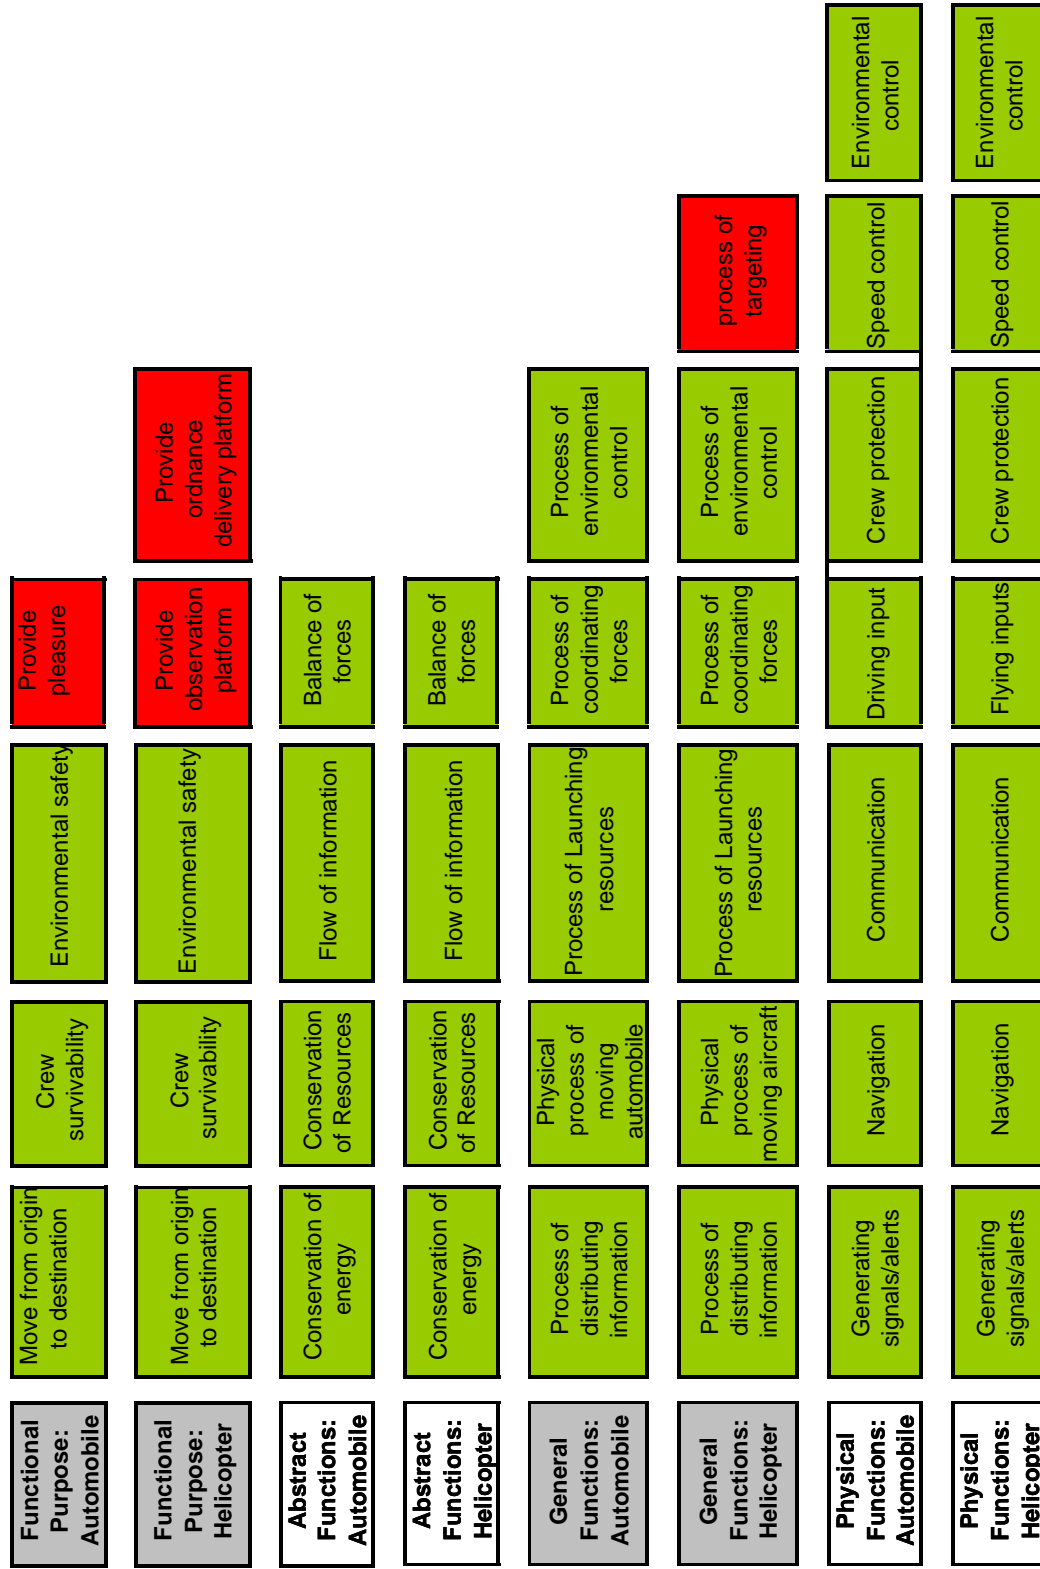 Functional
Purpose:
Automobile
Move from origin
to destination
Crew
survivability
Environmental safety
Provide
pleasure
Functional
Purpose:
Helicopter
Move from origin
to destination
Crew
survivability
Environmental safety
Provide
observation
platform
Provide
ordnance
delivery platform
Abstract
Functions:
Automobile
Conservation of
energy
Conservation
of Resources
Flow of information
Balance of
forces
Abstract
Functions:
Helicopter
Conservation of
energy
Conservation
of Resources
Flow of information
Balance of
forces
General
Functions:
Automobile
Process of
distributing
information
Physical
process of
moving
automobile
Process of Launching
resources
Process of
coordinating
forces
Process of
environmental
control
General
Functions:
Helicopter
Process of
distributing
information
Physical
process of
moving aircraft
Process of Launching
resources
Process of
coordinating
forces
Process of
environmental
control
process of
targeting
Physical
Functions:
Automobile
Generating
signals/alerts
Navigation
Communication
Driving input
Crew protection
Speed control
Environmental
control
Physical
Functions:
Helicopter
Generating
signals/alerts
Navigation
Communication
Flying inputs
Crew protection
Speed control
Environmental
control